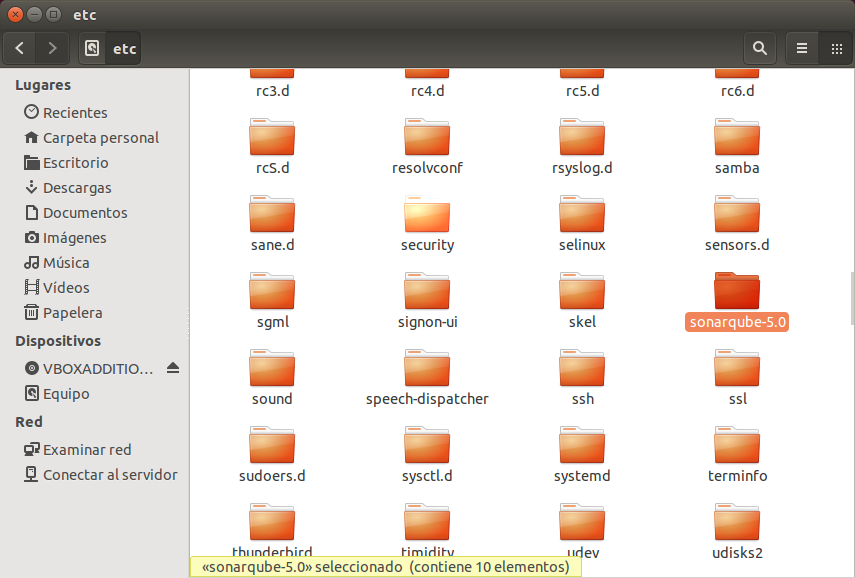 etc
etc
Lugares
Recientes
Carpeta personal
Escritorio
Descargas
Documentos
Imágenes
Música
Vídeos
Papelera
Dispositivos
VBOXADDITIO...
Equipo
Red
Examinar red
Conectar al servidor
rc3.d rc4.d rc5.d rc6.d
rcS.d resolvconf rsyslog.d samba
sane.d security selinux sensors.d
sgml signon-ui skel sonarqube-5.0
sound speech-dispatcher ssh ssl
sudoers.d sysctl.d systemd terminfo
thunderbird timidity udev udisks2
«sonarqube-5.0» seleccionado (contiene 10 elementos)